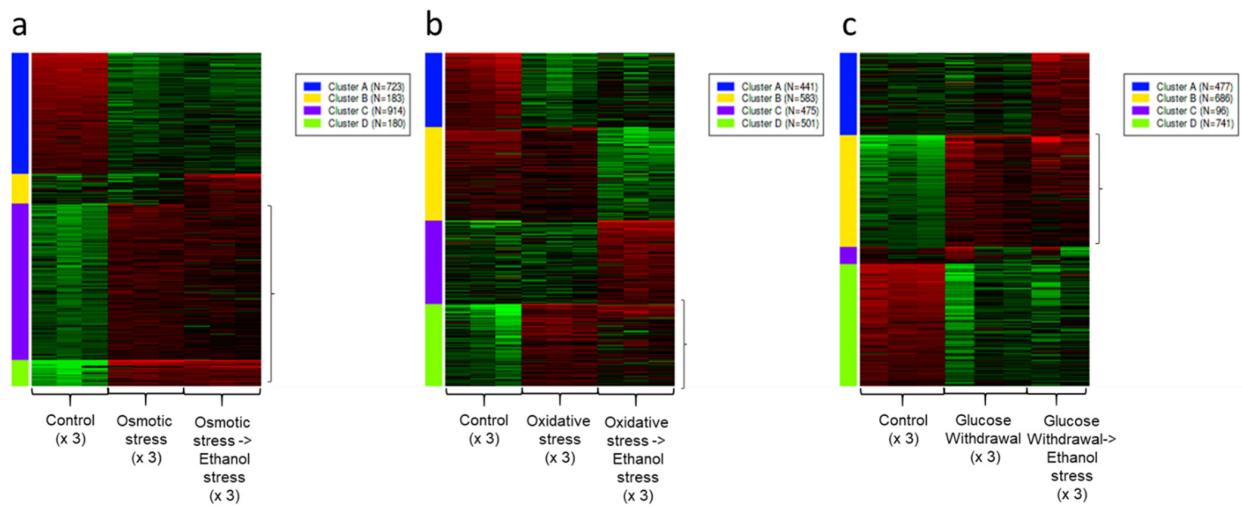 a
Cluster A (N=723)
Cluster B (N=183)
Cluster C (N=914)
Cluster D (N=180)
Control
(x 3)
Osmotic
stress
(x 3)
Osmotic
stress ->
Ethanol
stress
(x 3)
b
Cluster A (N=441)
Cluster B (N=583)
Cluster C (N=475)
Cluster D (N=501)
Control
(x 3)
Oxidative
stress
(x 3)
Oxidative
stress->
Ethanol
stress
(x 3)
c
Cluster A (N=477)
Cluster B (N=686)
Cluster C (N=96)
Cluster D (N=741)
Control
(x 3)
Glucose
Withdrawal
(x 3)
Glucose
Withdrawal->
Ethanol
stress
(x 3)